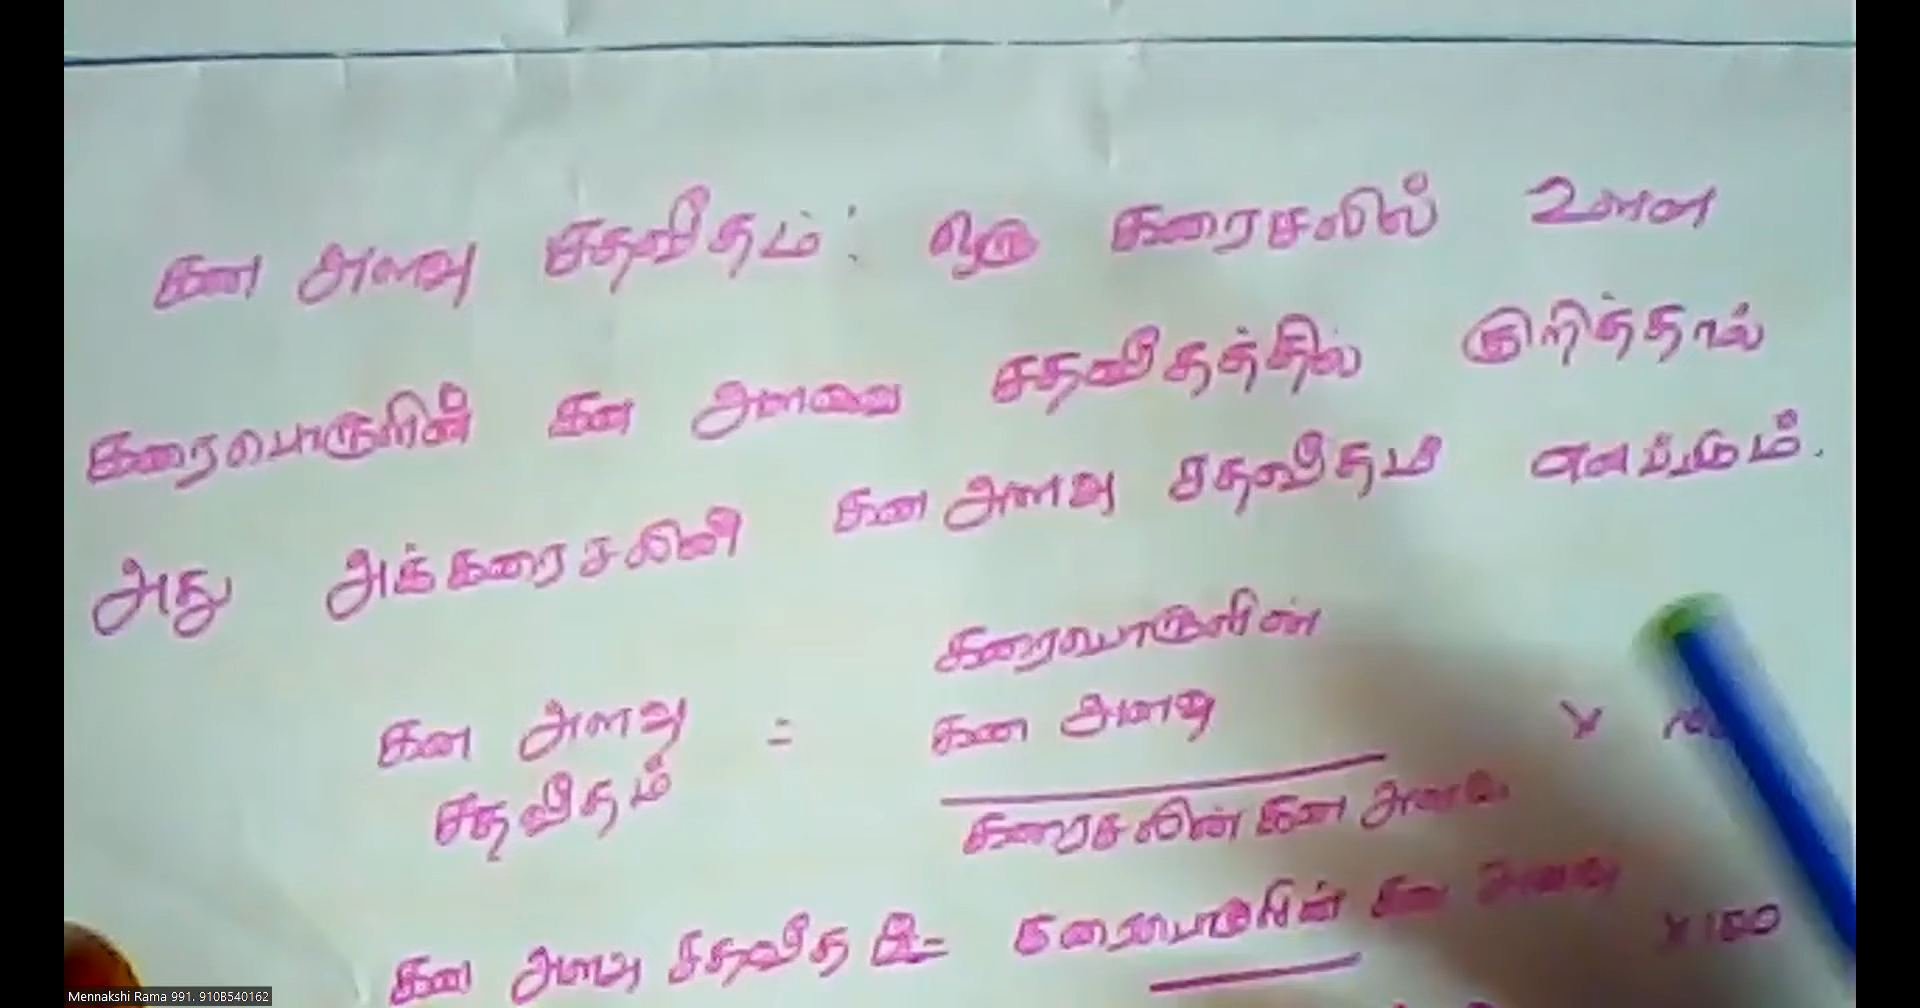 கன அளவு சதவீதம் : ஒரு கரைசலில் உள்ள
கரைபொருளின் கன அளவை சதவீதத்தில் குறித்தால்
அது அக்கரைசலின் கன அளவு சதவீதம் எனப்படும்.
கரைபொருளின்
கன அளவு = கன அளவு x 100
சதவீதம்
கரைசலின் கன அளவு
கன அளவு சதவீதம் = கரைபொருளின் கன அளவு x 100
Mennakshi Rama 991. 910B540162